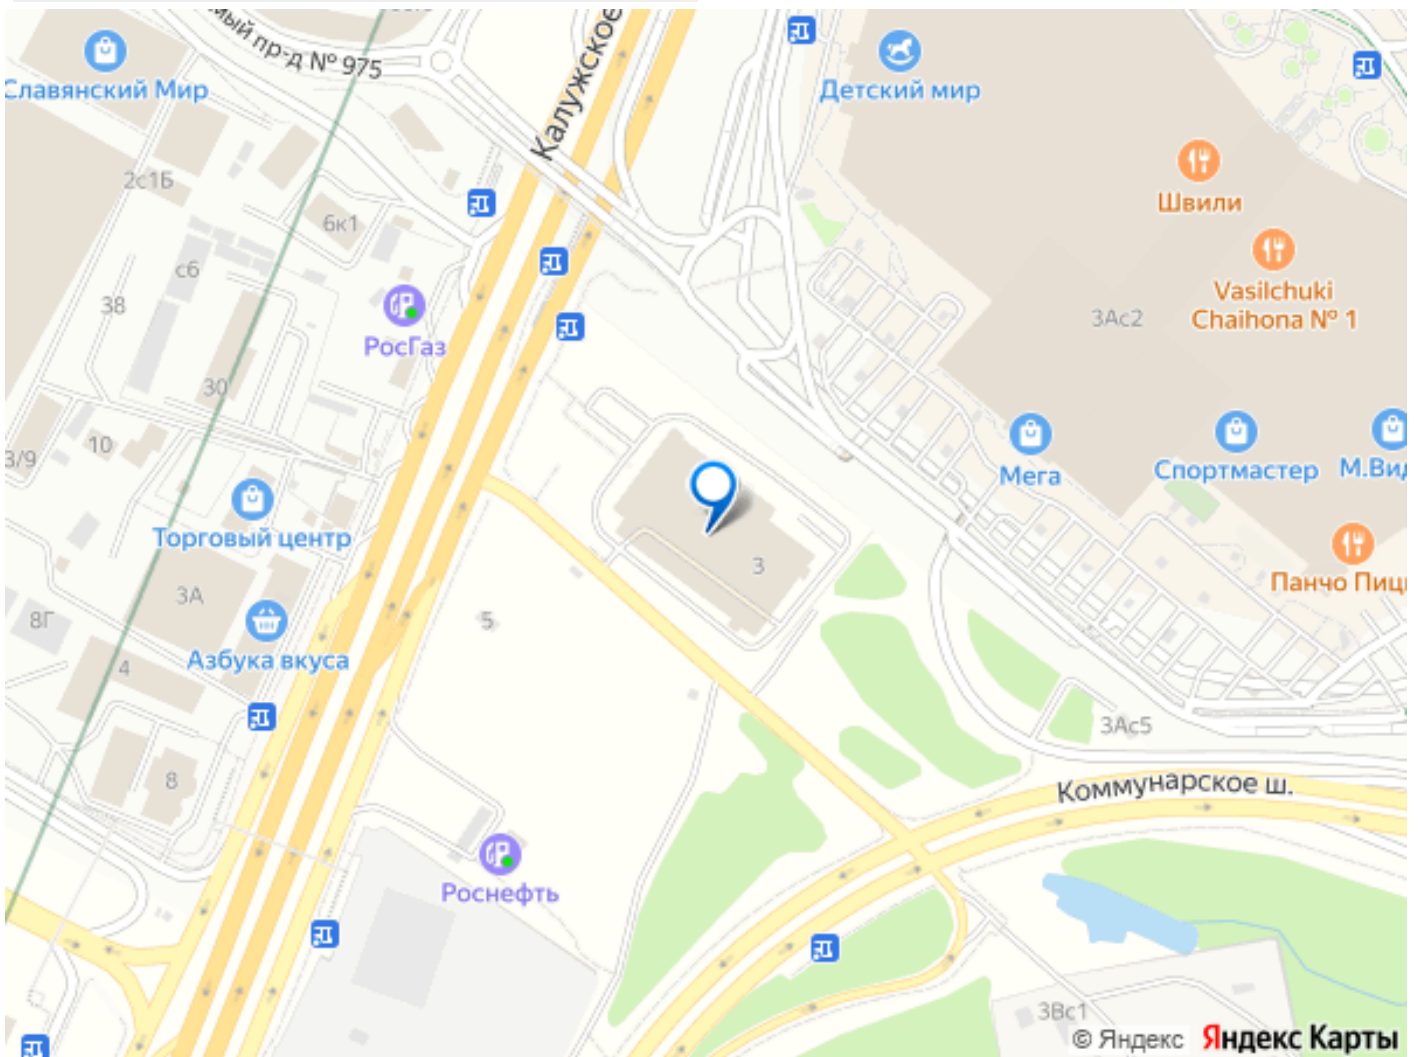 мый пр-д № 975
Калужское
Славянский Мир
Детский мир
2с1Б
6к1
Швили
с6
38
Vasilchuki
Chaihona № 1
3Ас2
РосГаз
30
10
3/9
Мега
Спортмастер
М.Вид
Торговый центр
3
Панчо Пиц
3А
8Г
5
Азбука вкуса
4
3Ас5
8
Коммунарское ш.
Роснефть
3Вс1
© Яндекс Яндекс Карты